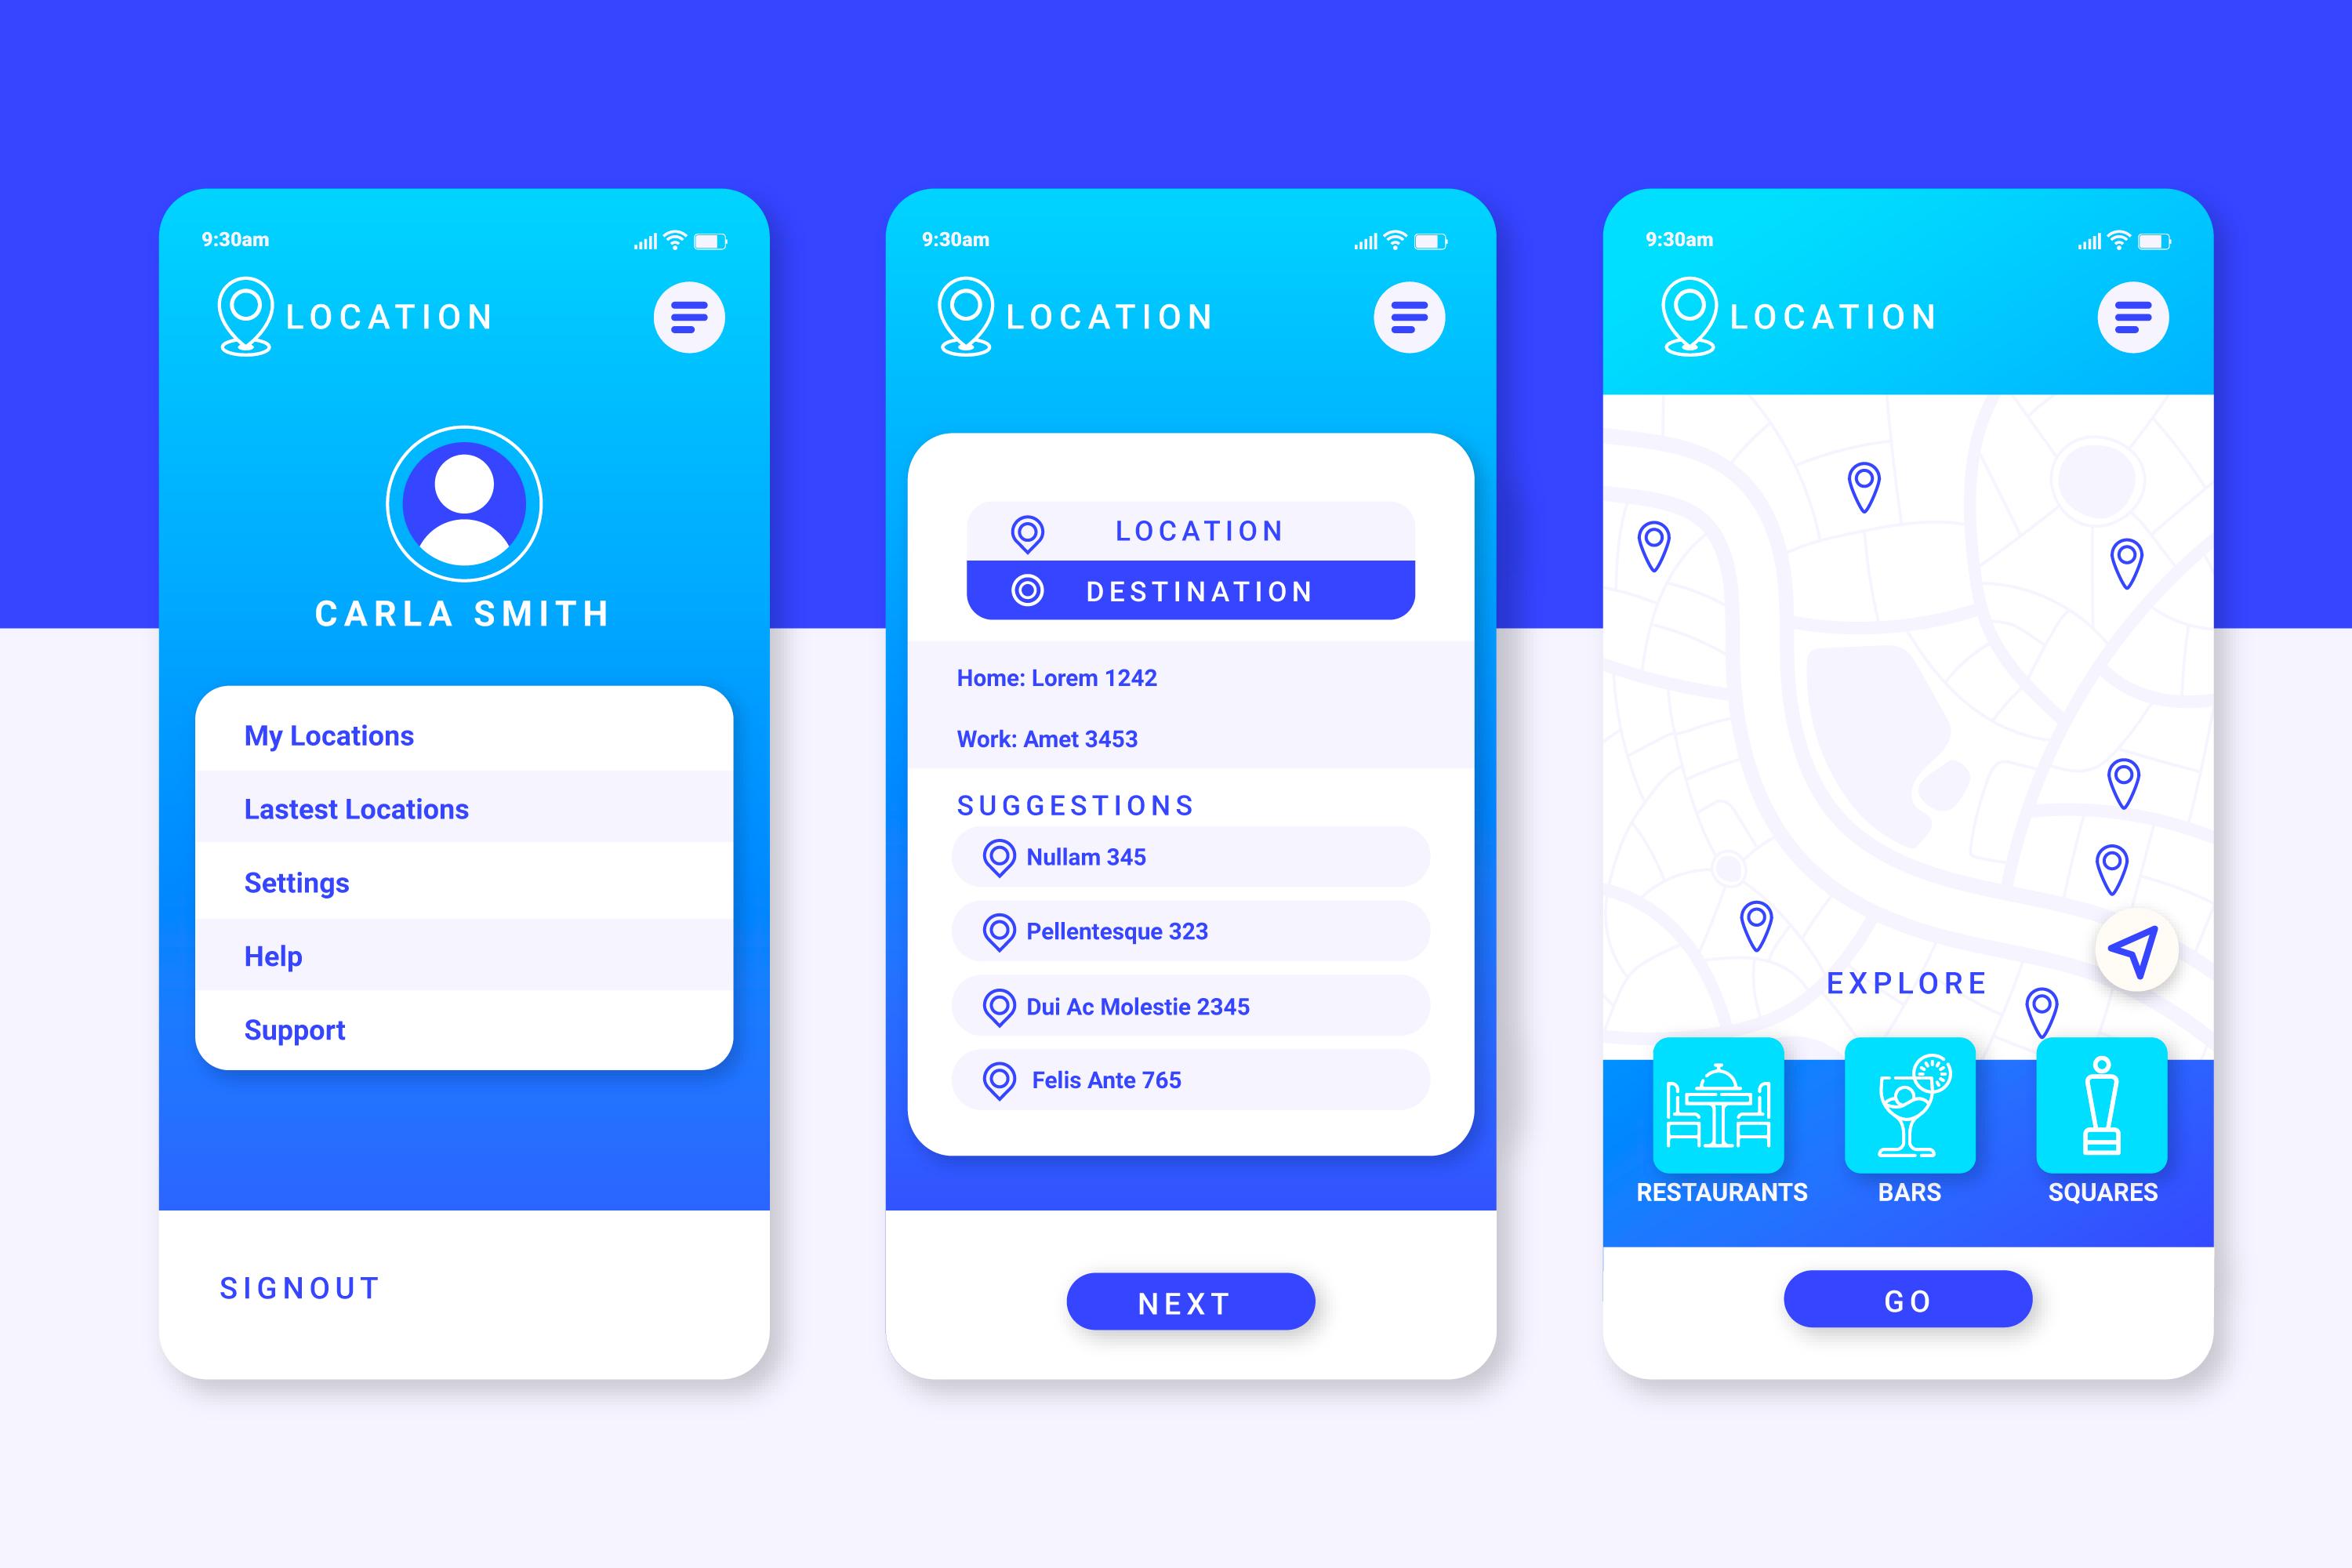 9:30am
LOCATION
CARLA SMITH
My Locations
Lastest Locations
Settings
Help
Support
SIGNOUT
9:30am
LOCATION
LOCATION
DESTINATION
Home: Lorem 1242
Work: Amet 3453
SUGGESTIONS
Nullam 345
Pellentesque 323
Dui Ac Molestie 2345
Felis Ante 765
NEXT
9:30am
LOCATION
EXPLORE
RESTAURANTS BARS SQUARES
GO